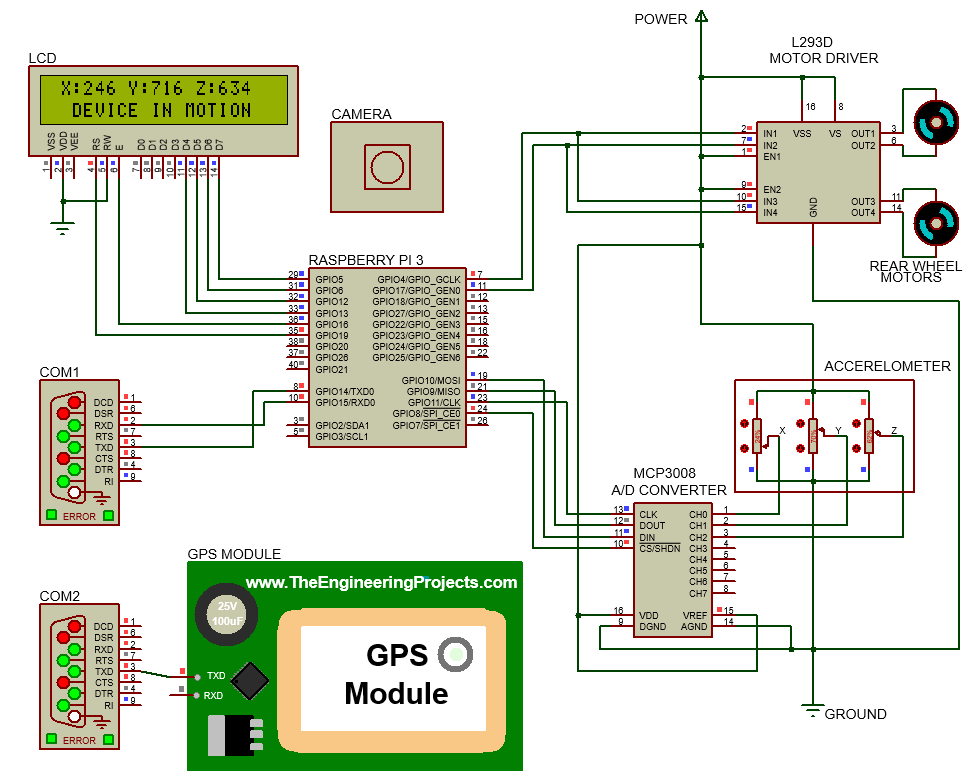 POWER
L293D
MOTOR DRIVER
LCD
X:246 Y:716 Z:634
DEVICE IN MOTION
VSS VDD VEE RS RW E D0 D1 D2 D3 D4 D5 D6 D7
1 2 3 4 5 6 7 8 9 10 11 12 13 14
CAMERA
16 8
2 IN1 VSS VS OUT1 3
7 IN2 OUT2 6
1 EN1
9 EN2
10 IN3 OUT3 11
15 IN4 GND OUT4 14
REAR WHEEL
MOTORS
RASPBERRY PI 3
29 GPIO5 GPIO4/GPIO_GCLK 7
31 GPIO6 GPIO17/GPIO_GEN0 11
32 GPIO12 GPIO18/GPIO_GEN1 12
33 GPIO13 GPIO27/GPIO_GEN2 13
36 GPIO16 GPIO22/GPIO_GEN3 15
35 GPIO19 GPIO23/GPIO_GEN4 16
38 GPIO20 GPIO24/GPIO_GEN5 18
37 GPIO26 GPIO25/GPIO_GEN6 22
40 GPIO21
GPIO10/MOSI 19
8 GPIO14/TXD0 GPIO9/MISO 21
10 GPIO15/RXD0 GPIO11/CLK 23
GPIO8/SPI_CE0 24
3 GPIO2/SDA1 GPIO7/SPI_CE1 26
5 GPIO3/SCL1
COM1
DCD 1
DSR 6
RXD 2
RTS 7
TXD 3
CTS 8
DTR 4
RI 9
ERROR
ACCERELOMETER
X Y Z
MCP3008
A/D CONVERTER
13 CLK CH0 1
12 DOUT CH1 2
11 DIN CH2 3
10 CS/SHDN CH3 4
CH4 5
CH5 6
CH6 7
CH7 8
16 VDD VREF 15
9 DGND AGND 14
GROUND
GPS MODULE
www.TheEngineeringProjects.com
25V
100uF
TXD
RXD
GPS
Module
COM2
DCD 1
DSR 6
RXD 2
RTS 7
TXD 3
CTS 8
DTR 4
RI 9
ERROR